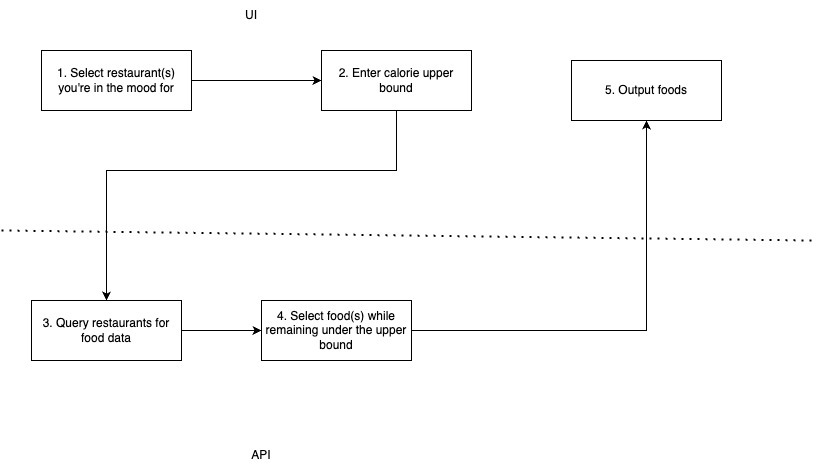 UI
1. Select restaurant(s)
you're in the mood for
2. Enter calorie upper
bound
5. Output foods
3. Query restaurants for
food data
4. Select food(s) while
remaining under the upper
bound
API